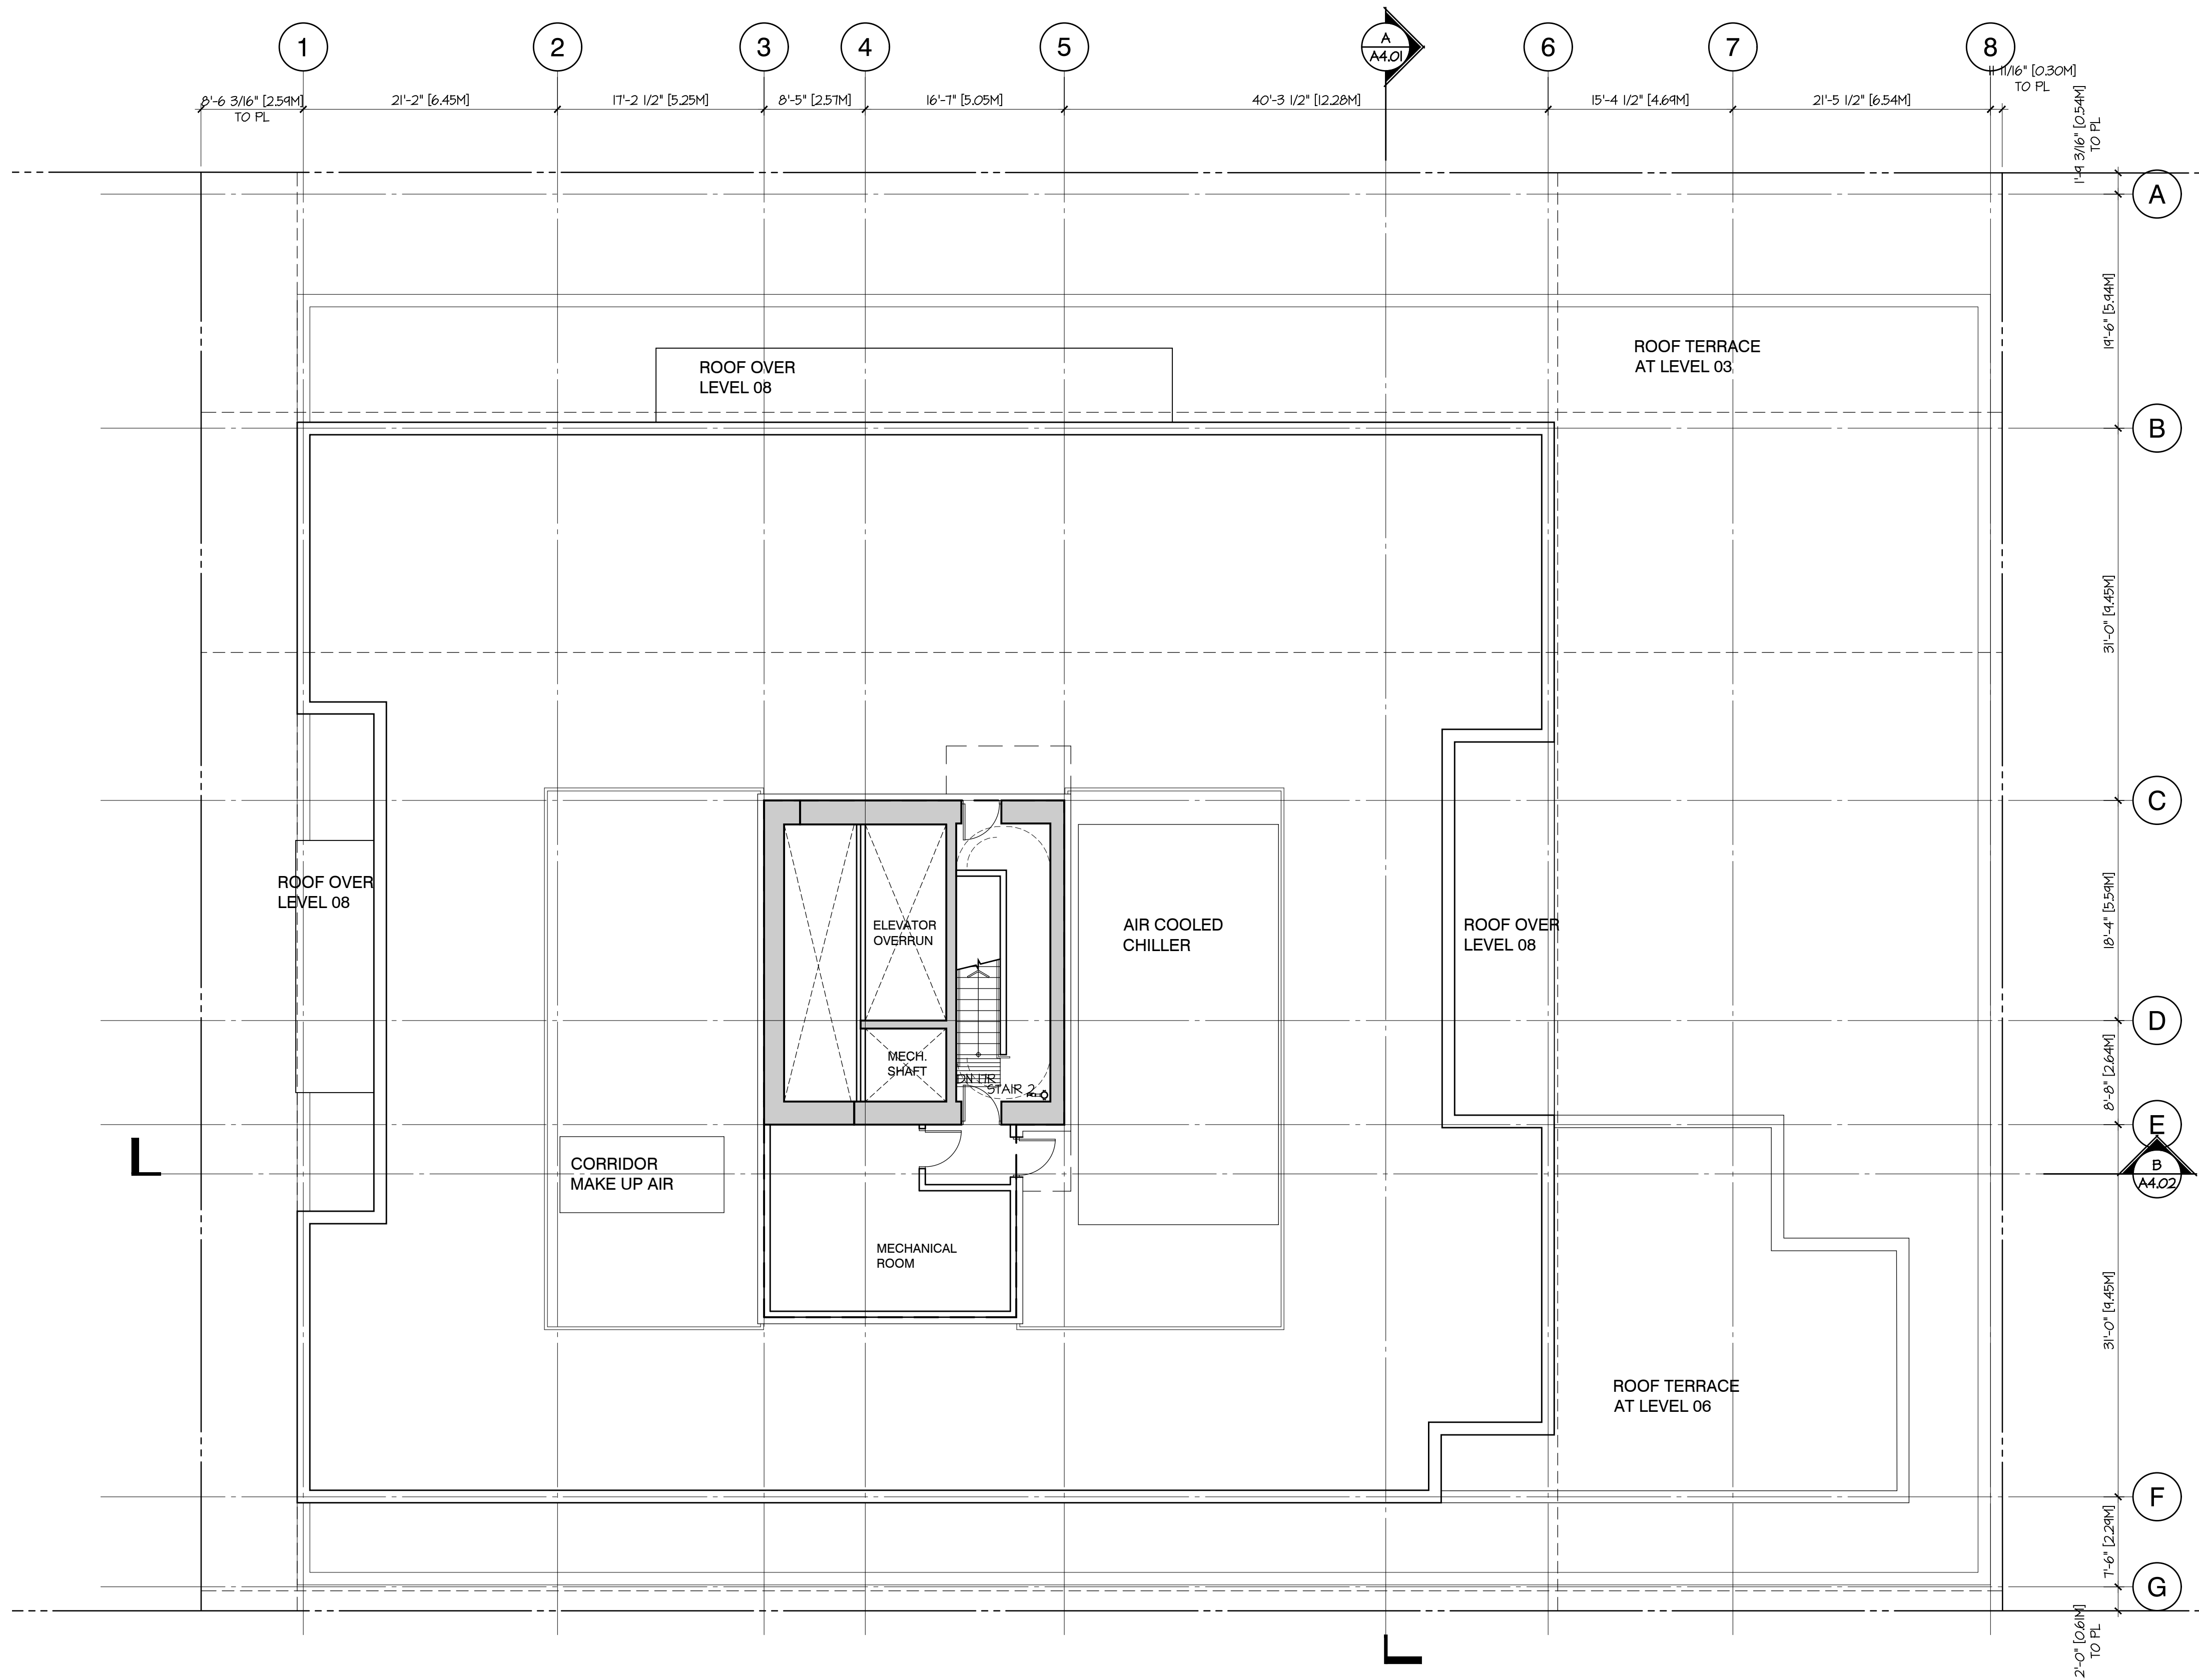 1
2
3
4
5
A
A4.01
6
7
8
8'-6 3/16" [2.59M]
TO PL
21'-2" [6.45M]
17'-2 1/2" [5.25M]
8'-5" [2.57M]
16'-7" [5.05M]
40'-3 1/2" [12.28M]
15'-4 1/2" [4.69M]
21'-5 1/2" [6.54M]
11 11/16" [0.30M]
TO PL
1'-9 3/16" [0.54M]
TO PL
A
19'-6" [5.94M]
ROOF OVER
LEVEL 08
ROOF TERRACE
AT LEVEL 03
B
31'-0" [9.45M]
C
ROOF OVER
LEVEL 08
ELEVATOR
OVERRUN
AIR COOLED
CHILLER
ROOF OVER
LEVEL 08
18'-4" [5.59M]
D
MECH.
SHAFT
DN 17R
STAIR 2
8'-8" [2.64M]
E
CORRIDOR
MAKE UP AIR
B
A4.02
MECHANICAL
ROOM
31'-0" [9.45M]
ROOF TERRACE
AT LEVEL 06
F
7'-6" [2.29M]
G
2'-0" [0.61M]
TO PL